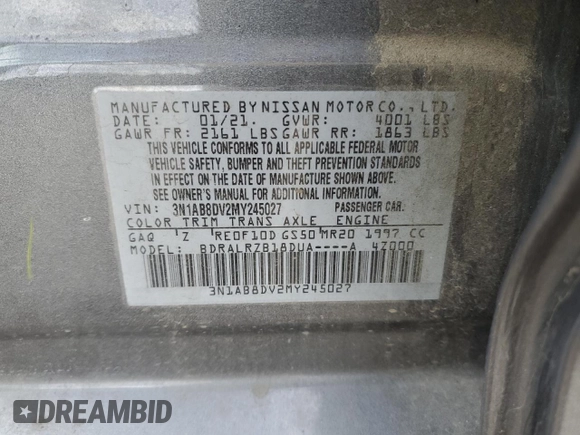 MANUFACTURED BY NISSAN MOTOR CO., LTD.
DATE: 01/21. GVWR: 4001 LBS
GAWR FR: 2161 LBS GAWR RR: 1863 LBS
THIS VEHICLE CONFORMS TO ALL APPLICABLE FEDERAL MOTOR
VEHICLE SAFETY, BUMPER AND THEFT PREVENTION STANDARDS
IN EFFECT ON THE DATE OF MANUFACTURE SHOWN ABOVE.
SEE OWNER'S MANUAL FOR ADDITIONAL INFORMATION.
VIN: 3N1AB8DV2MY245027 PASSENGER CAR.
COLOR TRIM TRANS AXLE ENGINE
GAQ 'Z RE0F10D GS50 MR20 1997 CC
MODEL: BDRALRZB18DUA----A 4Z000
3N1AB8DV2MY245027
DREAMBID